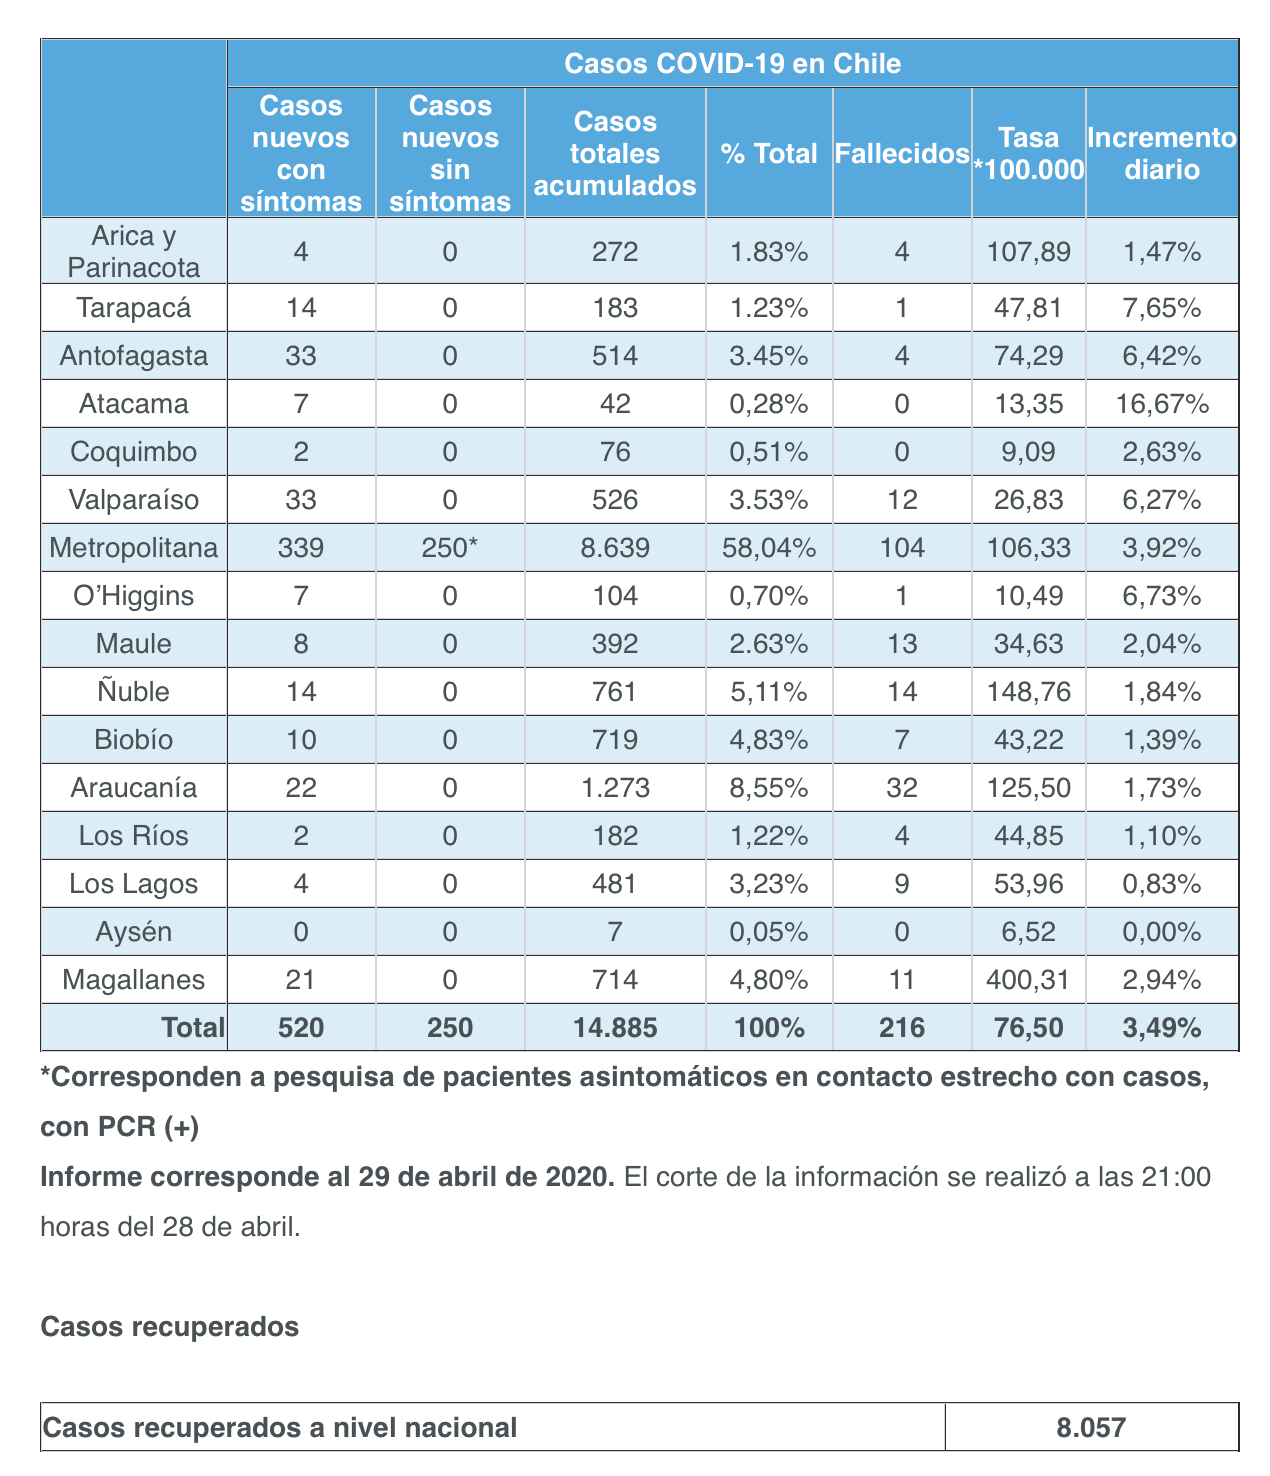 Casos COVID-19 en Chile
Casos nuevos con síntomas	Casos nuevos sin síntomas	Casos totales acumulados	% Total	Fallecidos	Tasa *100.000	Incremento diario
Arica y Parinacota	4	0	272	1.83%	4	107,89	1,47%
Tarapacá	14	0	183	1.23%	1	47,81	7,65%
Antofagasta	33	0	514	3.45%	4	74,29	6,42%
Atacama	7	0	42	0,28%	0	13,35	16,67%
Coquimbo	2	0	76	0,51%	0	9,09	2,63%
Valparaíso	33	0	526	3.53%	12	26,83	6,27%
Metropolitana	339	250*	8.639	58,04%	104	106,33	3,92%
O’Higgins	7	0	104	0,70%	1	10,49	6,73%
Maule	8	0	392	2.63%	13	34,63	2,04%
Ñuble	14	0	761	5,11%	14	148,76	1,84%
Biobío	10	0	719	4,83%	7	43,22	1,39%
Araucanía	22	0	1.273	8,55%	32	125,50	1,73%
Los Ríos	2	0	182	1,22%	4	44,85	1,10%
Los Lagos	4	0	481	3,23%	9	53,96	0,83%
Aysén	0	0	7	0,05%	0	6,52	0,00%
Magallanes	21	0	714	4,80%	11	400,31	2,94%
Total	520	250	14.885	100%	216	76,50	3,49%
*Corresponden a pesquisa de pacientes asintomáticos en contacto estrecho con casos,
con PCR (+)
Informe corresponde al 29 de abril de 2020. El corte de la información se realizó a las 21:00
horas del 28 de abril.
Casos recuperados
Casos recuperados a nivel nacional	8.057